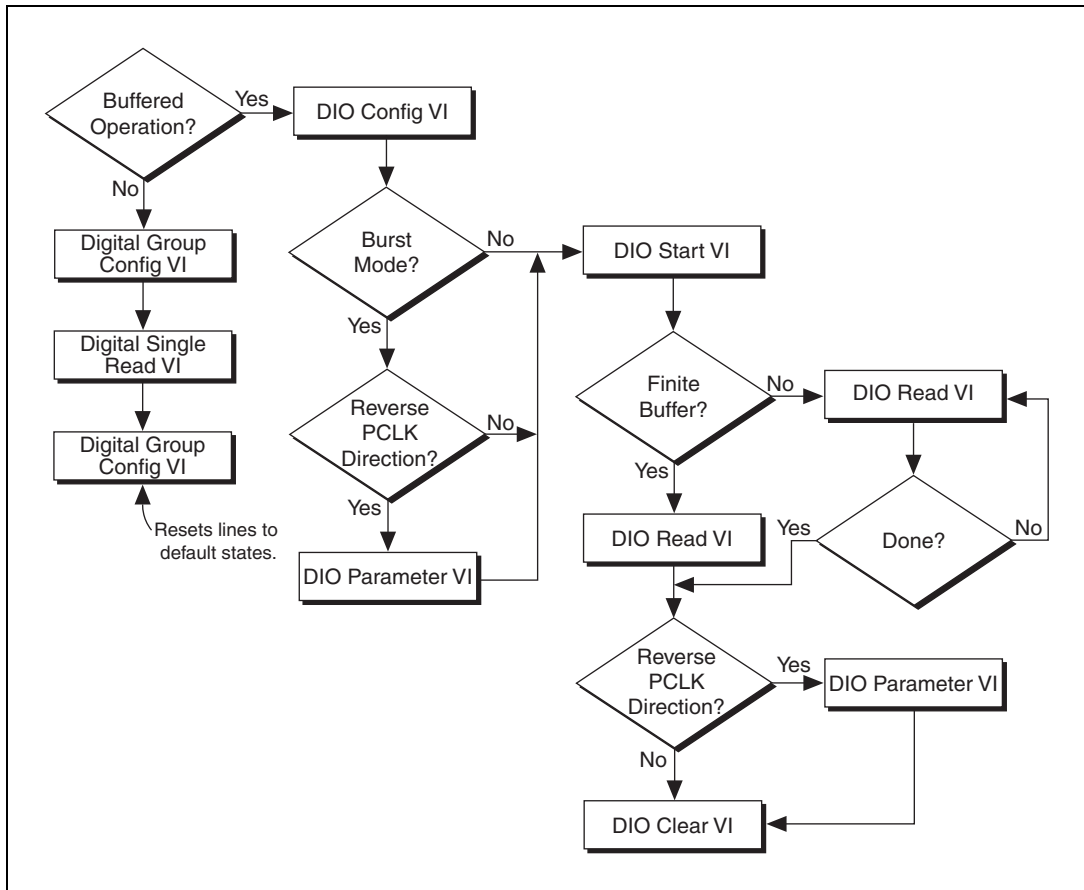 Buffered
Operation?
Yes
No
DIO Config VI
Digital Group
Config VI
Digital Single
Read VI
Digital Group
Config VI
Resets lines to
default states.
Burst
Mode?
No
Yes
Reverse
PCLK
Direction?
No
Yes
DIO Parameter VI
DIO Start VI
Finite
Buffer?
No
Yes
DIO Read VI
DIO Read VI
Done?
Yes
No
Reverse
PCLK
Direction?
Yes
No
DIO Parameter VI
DIO Clear VI